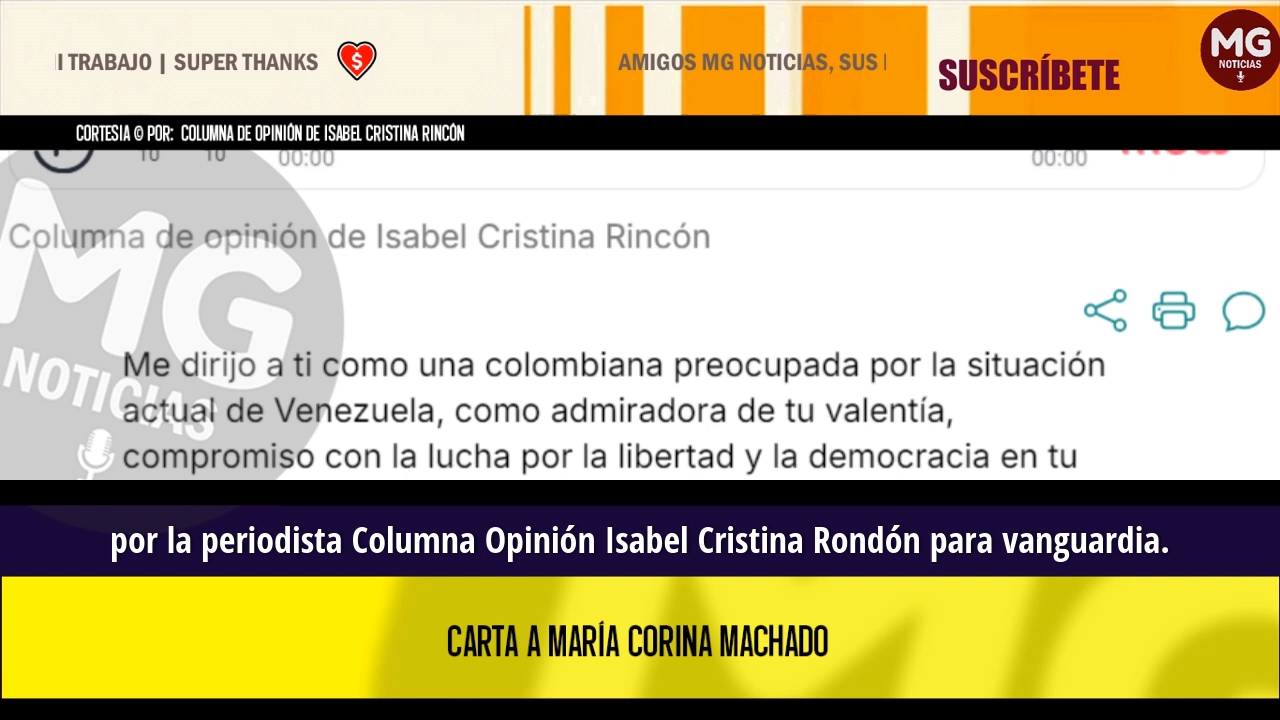 I TRABAJO | SUPER THANKS
AMIGOS MG NOTICIAS, SUS
SUSCRÍBETE
MG
NOTICIAS
CORTESIA © POR: COLUMNA DE OPINIÓN DE ISABEL CRISTINA RINCÓN
10 10 00:00 00:00
Columna de opinión de Isabel Cristina Rincón
MG
NOTICIAS
Me dirijo a ti como una colombiana preocupada por la situación
actual de Venezuela, como admiradora de tu valentía,
compromiso con la lucha por la libertad y la democracia en tu
por la periodista Columna Opinión Isabel Cristina Rondón para vanguardia.
CARTA A MARÍA CORINA MACHADO